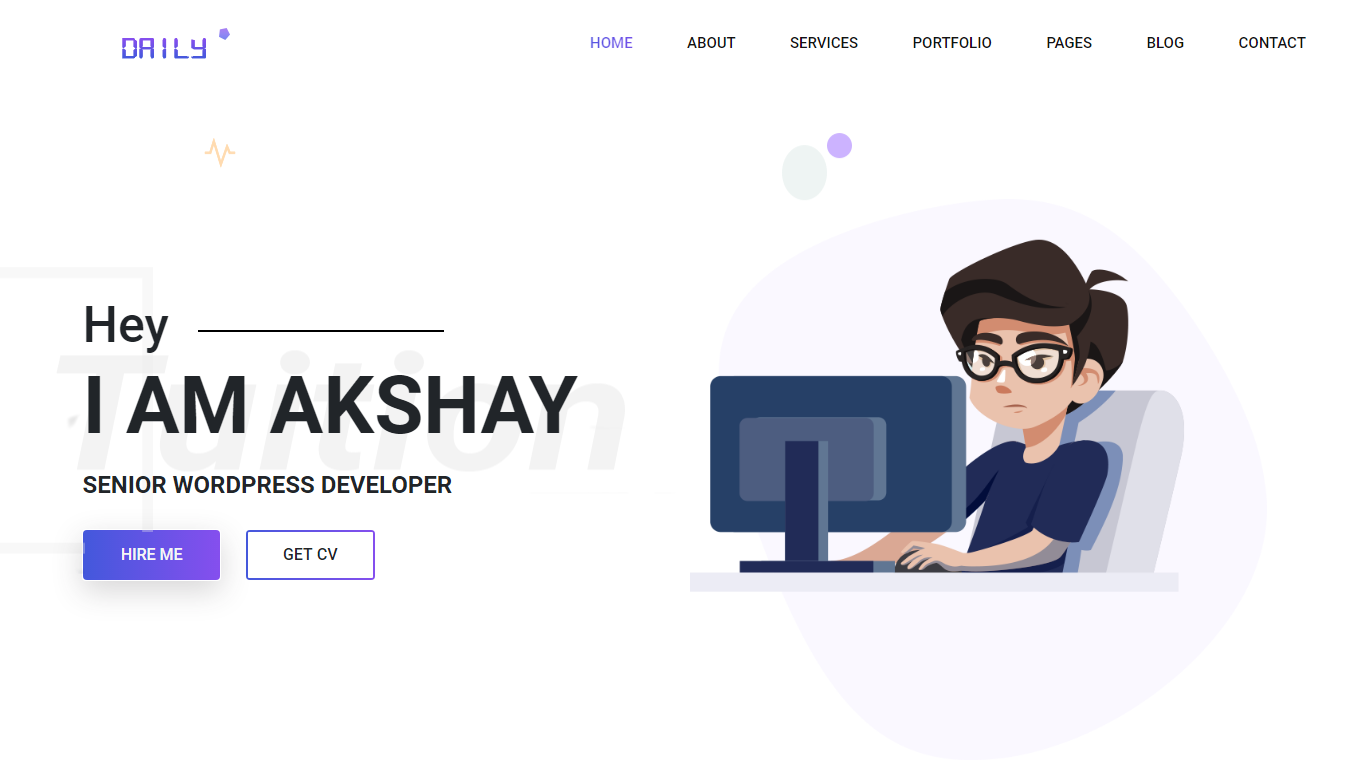 DAILY
HOME ABOUT SERVICES PORTFOLIO PAGES BLOG CONTACT
Hey
Tuition
I AM AKSHAY
SENIOR WORDPRESS DEVELOPER
HIRE ME GET CV